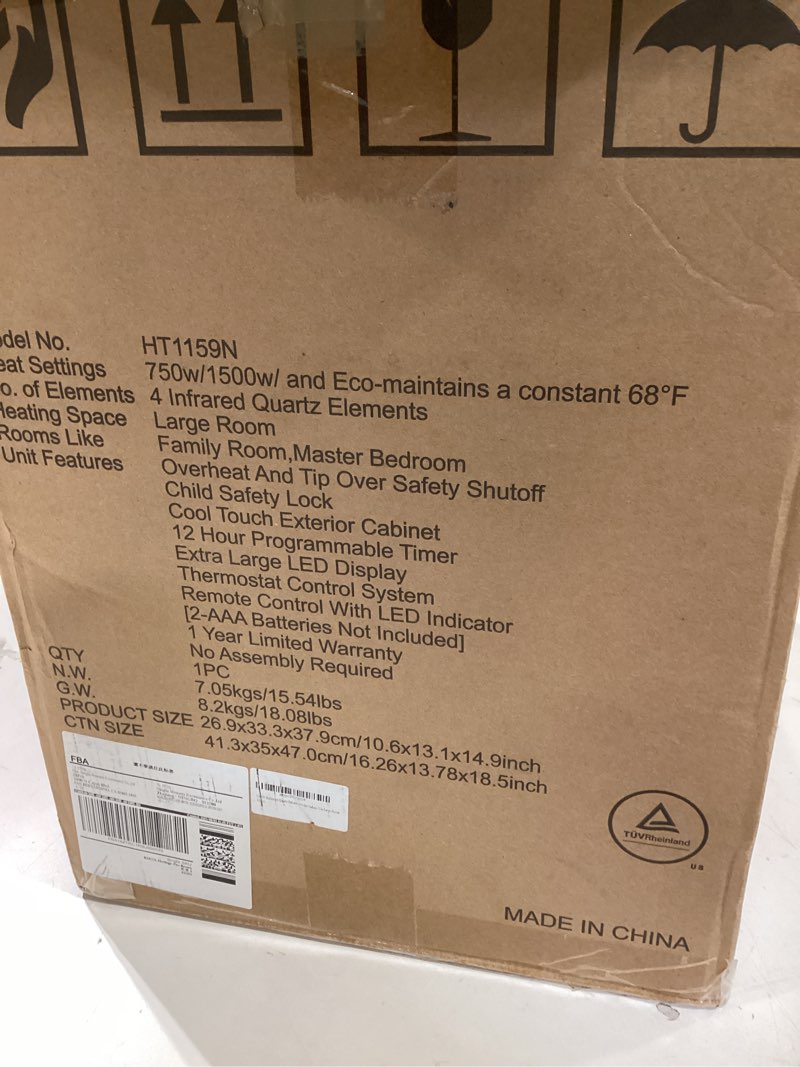 odel No. HT1159N
eat Settings 750w/1500w/ and Eco-maintains a constant 68°F
o. of Elements 4 Infrared Quartz Elements
Heating Space Large Room
Rooms Like Family Room,Master Bedroom
Unit Features Overheat And Tip Over Safety Shutoff
Child Safety Lock
Cool Touch Exterior Cabinet
12 Hour Programmable Timer
Extra Large LED Display
Thermostat Control System
Remote Control With LED Indicator
[2-AAA Batteries Not Included]
1 Year Limited Warranty
No Assembly Required
QTY 1PC
N.W. 7.05kgs/15.54lbs
G.W. 8.2kgs/18.08lbs
PRODUCT SIZE 26.9x33.3x37.9cm/10.6x13.1x14.9inch
CTN SIZE 41.3x35x47.0cm/16.26x13.78x18.5inch
FBA
TÜVRheinland
US
MADE IN CHINA